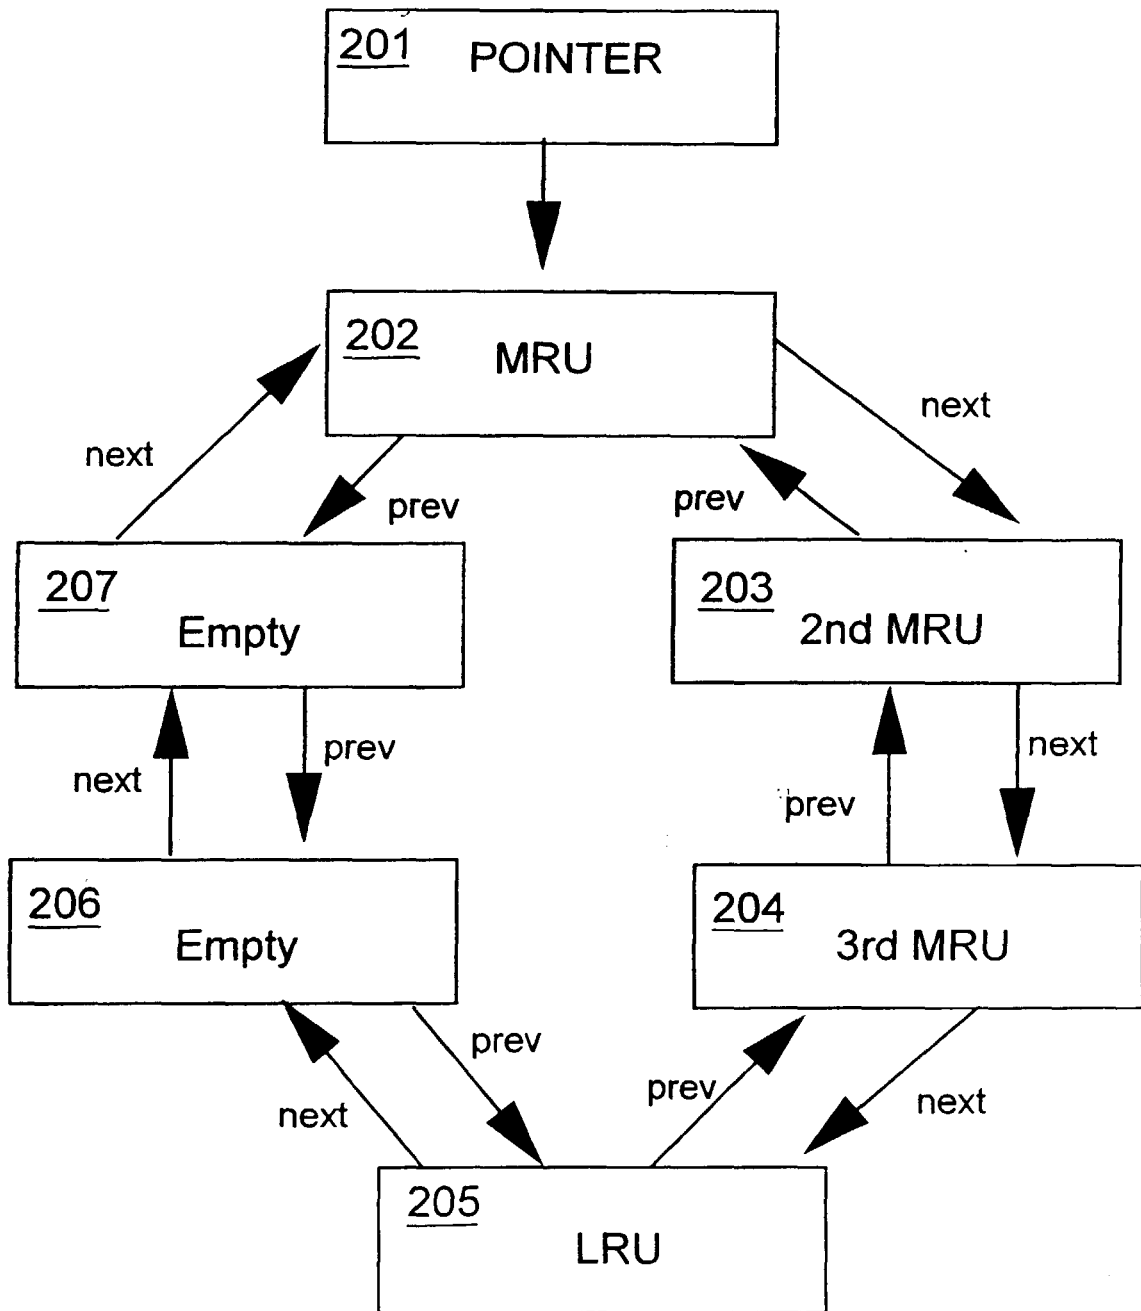 201 POINTER
202 MRU
next
next
prev
prev
207 Empty
203 2nd MRU
next
prev
prev
next
206 Empty
204 3rd MRU
next
prev
prev
next
205 LRU